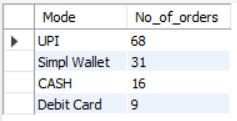 Mode No_of_orders
UPI 68
Simpl Wallet 31
CASH 16
Debit Card 9